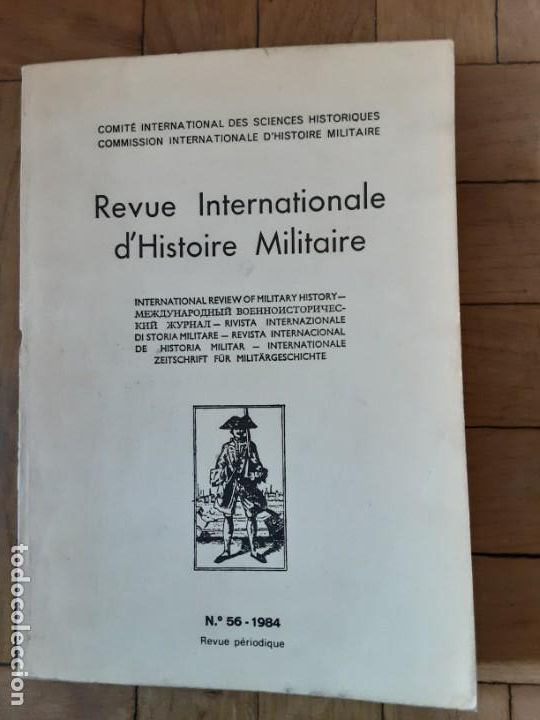 COMITÉ INTERNATIONAL DES SCIENCES HISTORIQUES
COMMISSION INTERNATIONALE D'HISTOIRE MILITAIRE
Revue Internationale
d'Histoire Militaire
INTERNATIONAL REVIEW OF MILITARY HISTORY —
МЕЖДУНАРОДНЫЙ ВОЕННОИСТОРИЧЕС-
КИЙ ЖУРНАЛ — RIVISTA INTERNAZIONALE
DI STORIA MILITARE — REVISTA INTERNACIONAL
DE HISTORIA MILITAR — INTERNATIONALE
ZEITSCHRIFT FÜR MILITÄRGESCHICHTE
N.º 56 - 1984
Revue périodique
todocoleccion.net